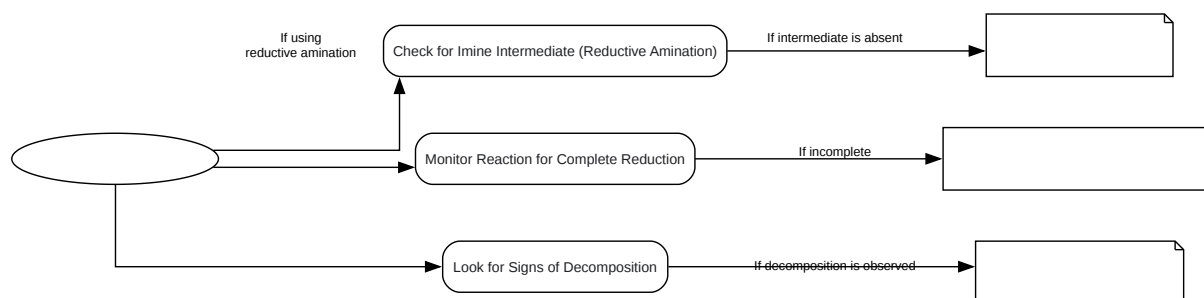 If using
reductive amination
Check for Imine Intermediate (Reductive Amination)
If intermediate is absent
Monitor Reaction for Complete Reduction
If incomplete
Look for Signs of Decomposition
If decomposition is observed